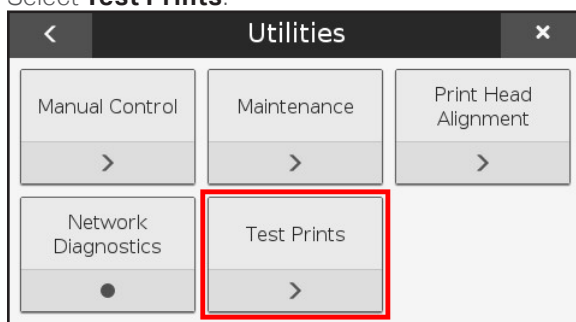 Select Test Prints.
Utilities
Manual Control
Maintenance
Print Head
Alignment
Network
Diagnostics
Test Prints